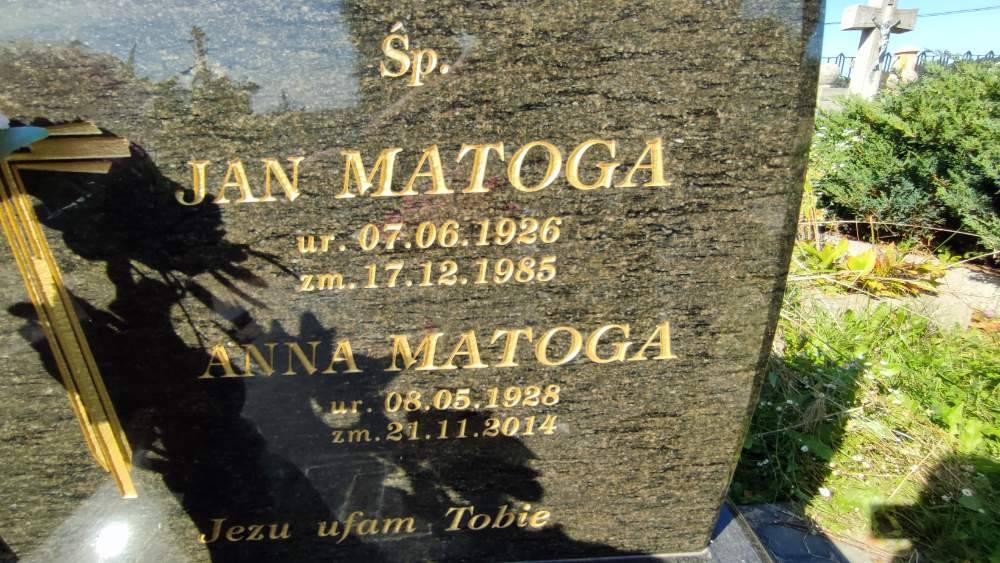 Śp.
JAN MATOGA
ur. 07.06.1926
zm. 17.12.1985
ANNA MATOGA
ur. 08.05.1928
zm. 21.11.2014
Jezu ufam Tobie